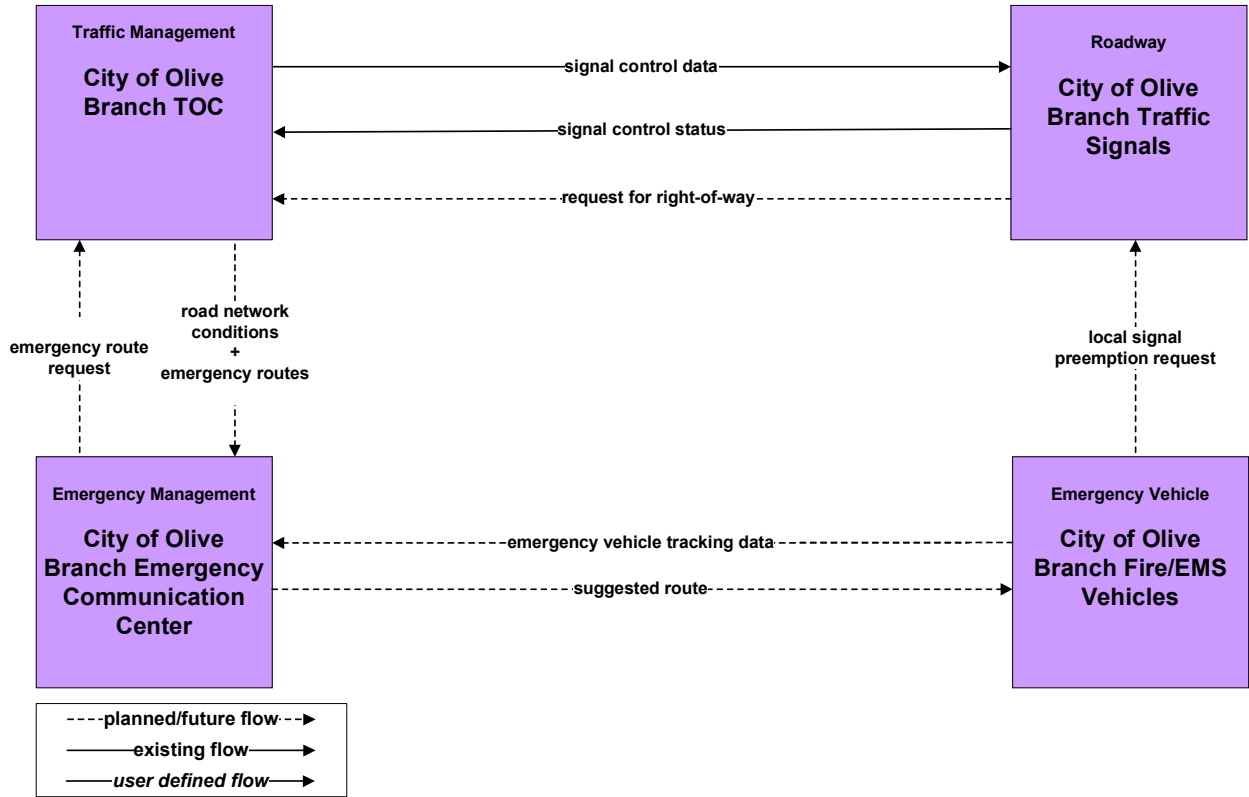 Traffic Management
City of Olive
Branch TOC
signal control data
signal control status
request for right-of-way
Roadway
City of Olive
Branch Traffic
Signals
emergency route
request
road network
conditions
+
emergency routes
local signal
preemption request
Emergency Management
City of Olive
Branch Emergency
Communication
Center
emergency vehicle tracking data
suggested route
Emergency Vehicle
City of Olive
Branch Fire/EMS
Vehicles
planned/future flow
existing flow
user defined flow